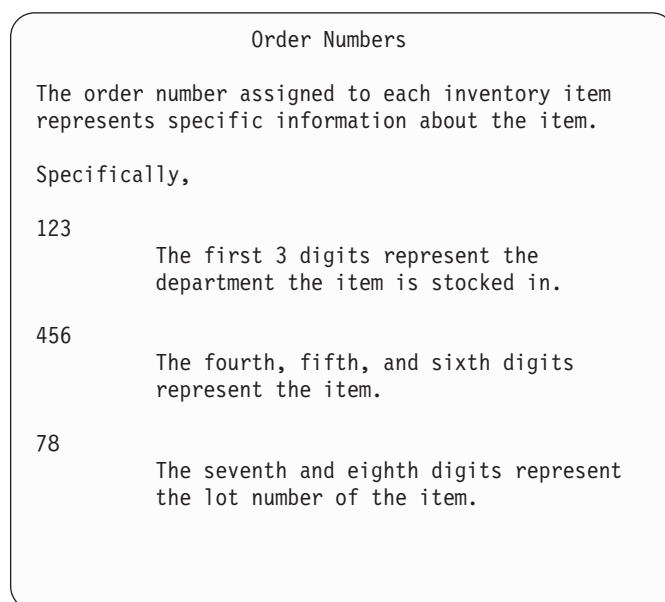 Order Numbers
The order number assigned to each inventory item
represents specific information about the item.
Specifically,
123
The first 3 digits represent the
department the item is stocked in.
456
The fourth, fifth, and sixth digits
represent the item.
78
The seventh and eighth digits represent
the lot number of the item.